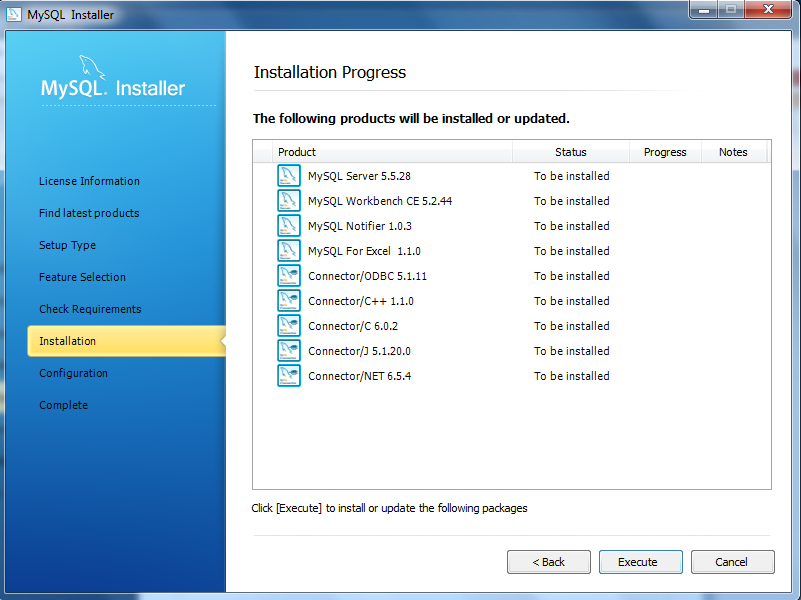 MySQL Installer
MySQL. Installer
License Information
Find latest products
Setup Type
Feature Selection
Check Requirements
Installation
Configuration
Complete
Installation Progress
The following products will be installed or updated.
Product Status Progress Notes
MySQL Server 5.5.28 To be installed
MySQL Workbench CE 5.2.44 To be installed
MySQL Notifier 1.0.3 To be installed
MySQL For Excel 1.1.0 To be installed
Connector/ODBC 5.1.11 To be installed
Connector/C++ 1.1.0 To be installed
Connector/C 6.0.2 To be installed
Connector/J 5.1.20.0 To be installed
Connector/NET 6.5.4 To be installed
Click [Execute] to install or update the following packages
< Back Execute Cancel